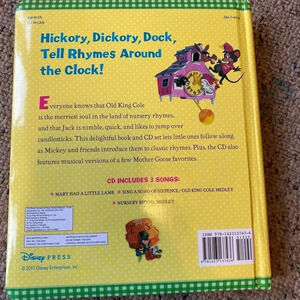 Hickory, Dickory, Dock,
Tell Rhymes Around
the Clock!
Everyone knows that Old King Cole
is the merriest soul in the land of nursery rhymes,
and that Jack is nimble, quick, and likes to jump over
candlesticks. This delightful book and CD set lets little ones follow along
as Mickey and friends introduce them to classic rhymes. Plus, the CD also
features musical versions of a few Mother Goose favorites.
CD INCLUDES 3 SONGS:
• MARY HAD A LITTLE LAMB • SING A SONG OF SIXPENCE/OLD KING COLE MEDLEY
• NURSERY RHYME MEDLEY
Disney PRESS
© 2011 Disney Enterprises, Inc.